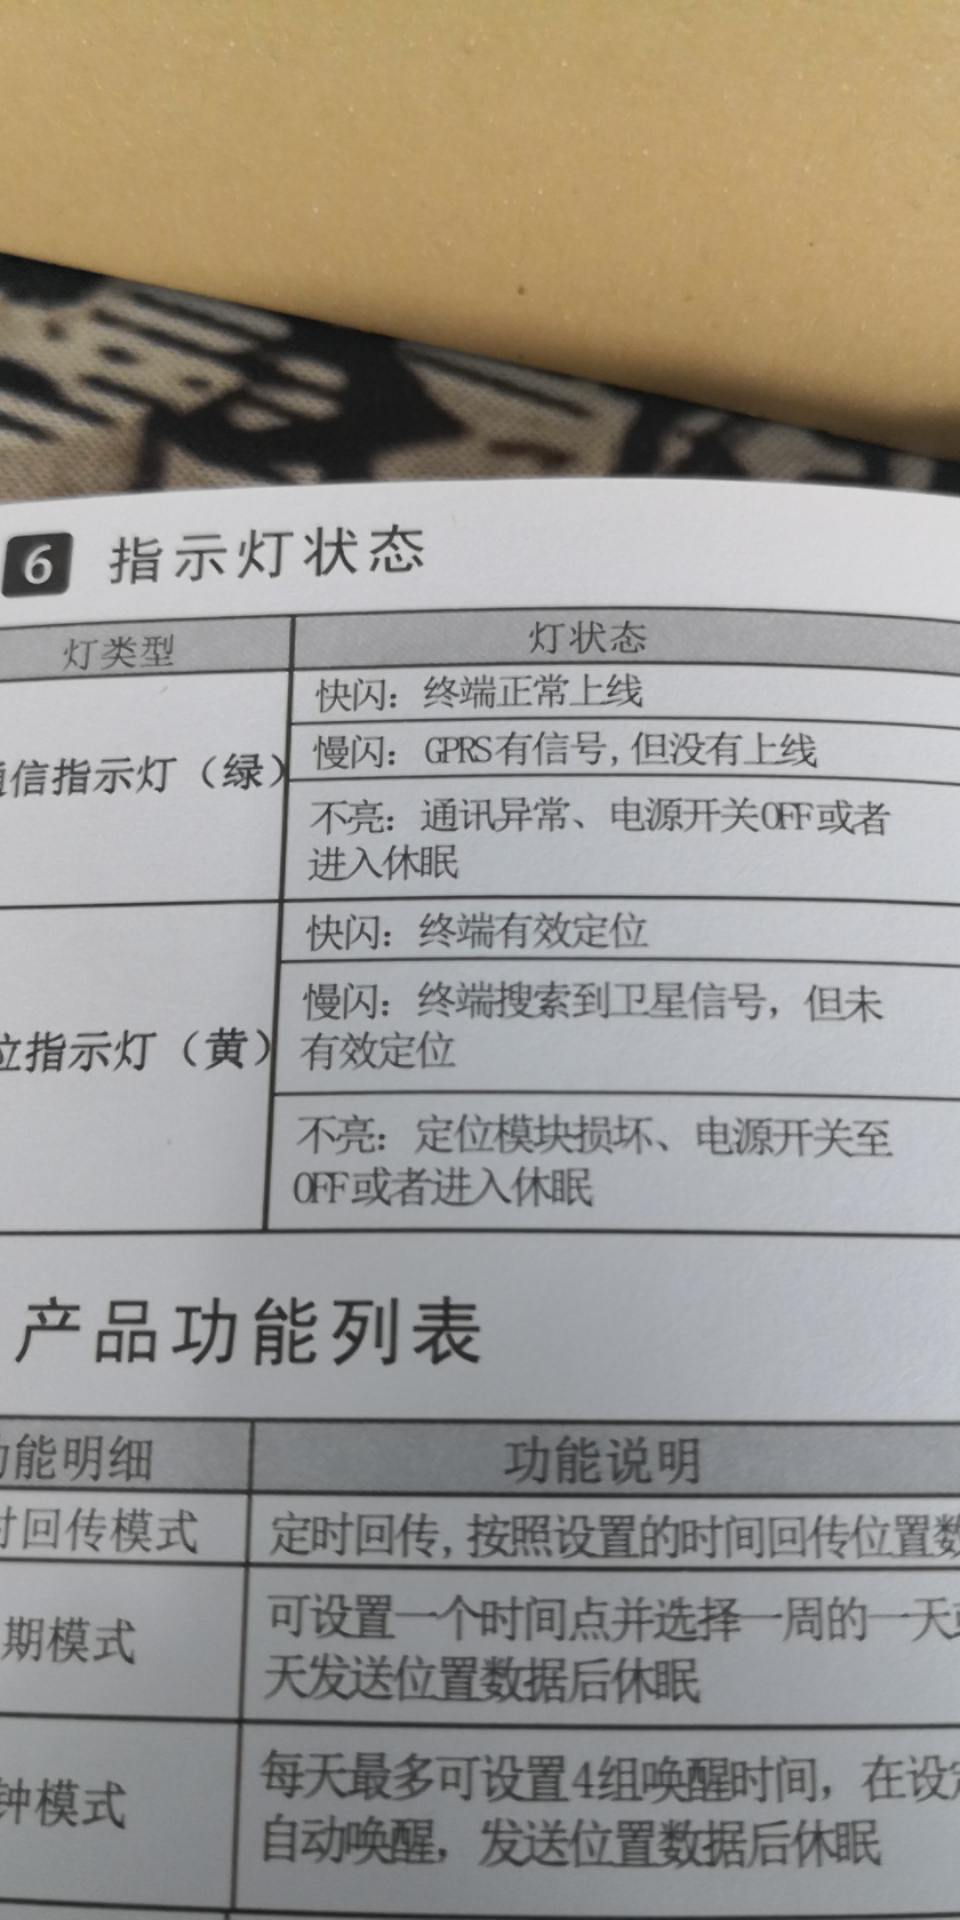 6 指示灯状态
灯类型 灯状态
快闪：终端正常上线
信指示灯（绿） 慢闪：GPRS有信号,但没有上线
不亮：通讯异常、电源开关OFF或者
进入休眠
快闪：终端有效定位
慢闪：终端搜索到卫星信号，但未
位指示灯（黄） 有效定位
不亮：定位模块损坏、电源开关至
OFF或者进入休眠
产品功能列表
能明细 功能说明
时回传模式 定时回传,按照设置的时间回传位置数
期模式 可设置一个时间点并选择一周的一天或
天发送位置数据后休眠
钟模式 每天最多可设置4组唤醒时间，在设定
自动唤醒，发送位置数据后休眠